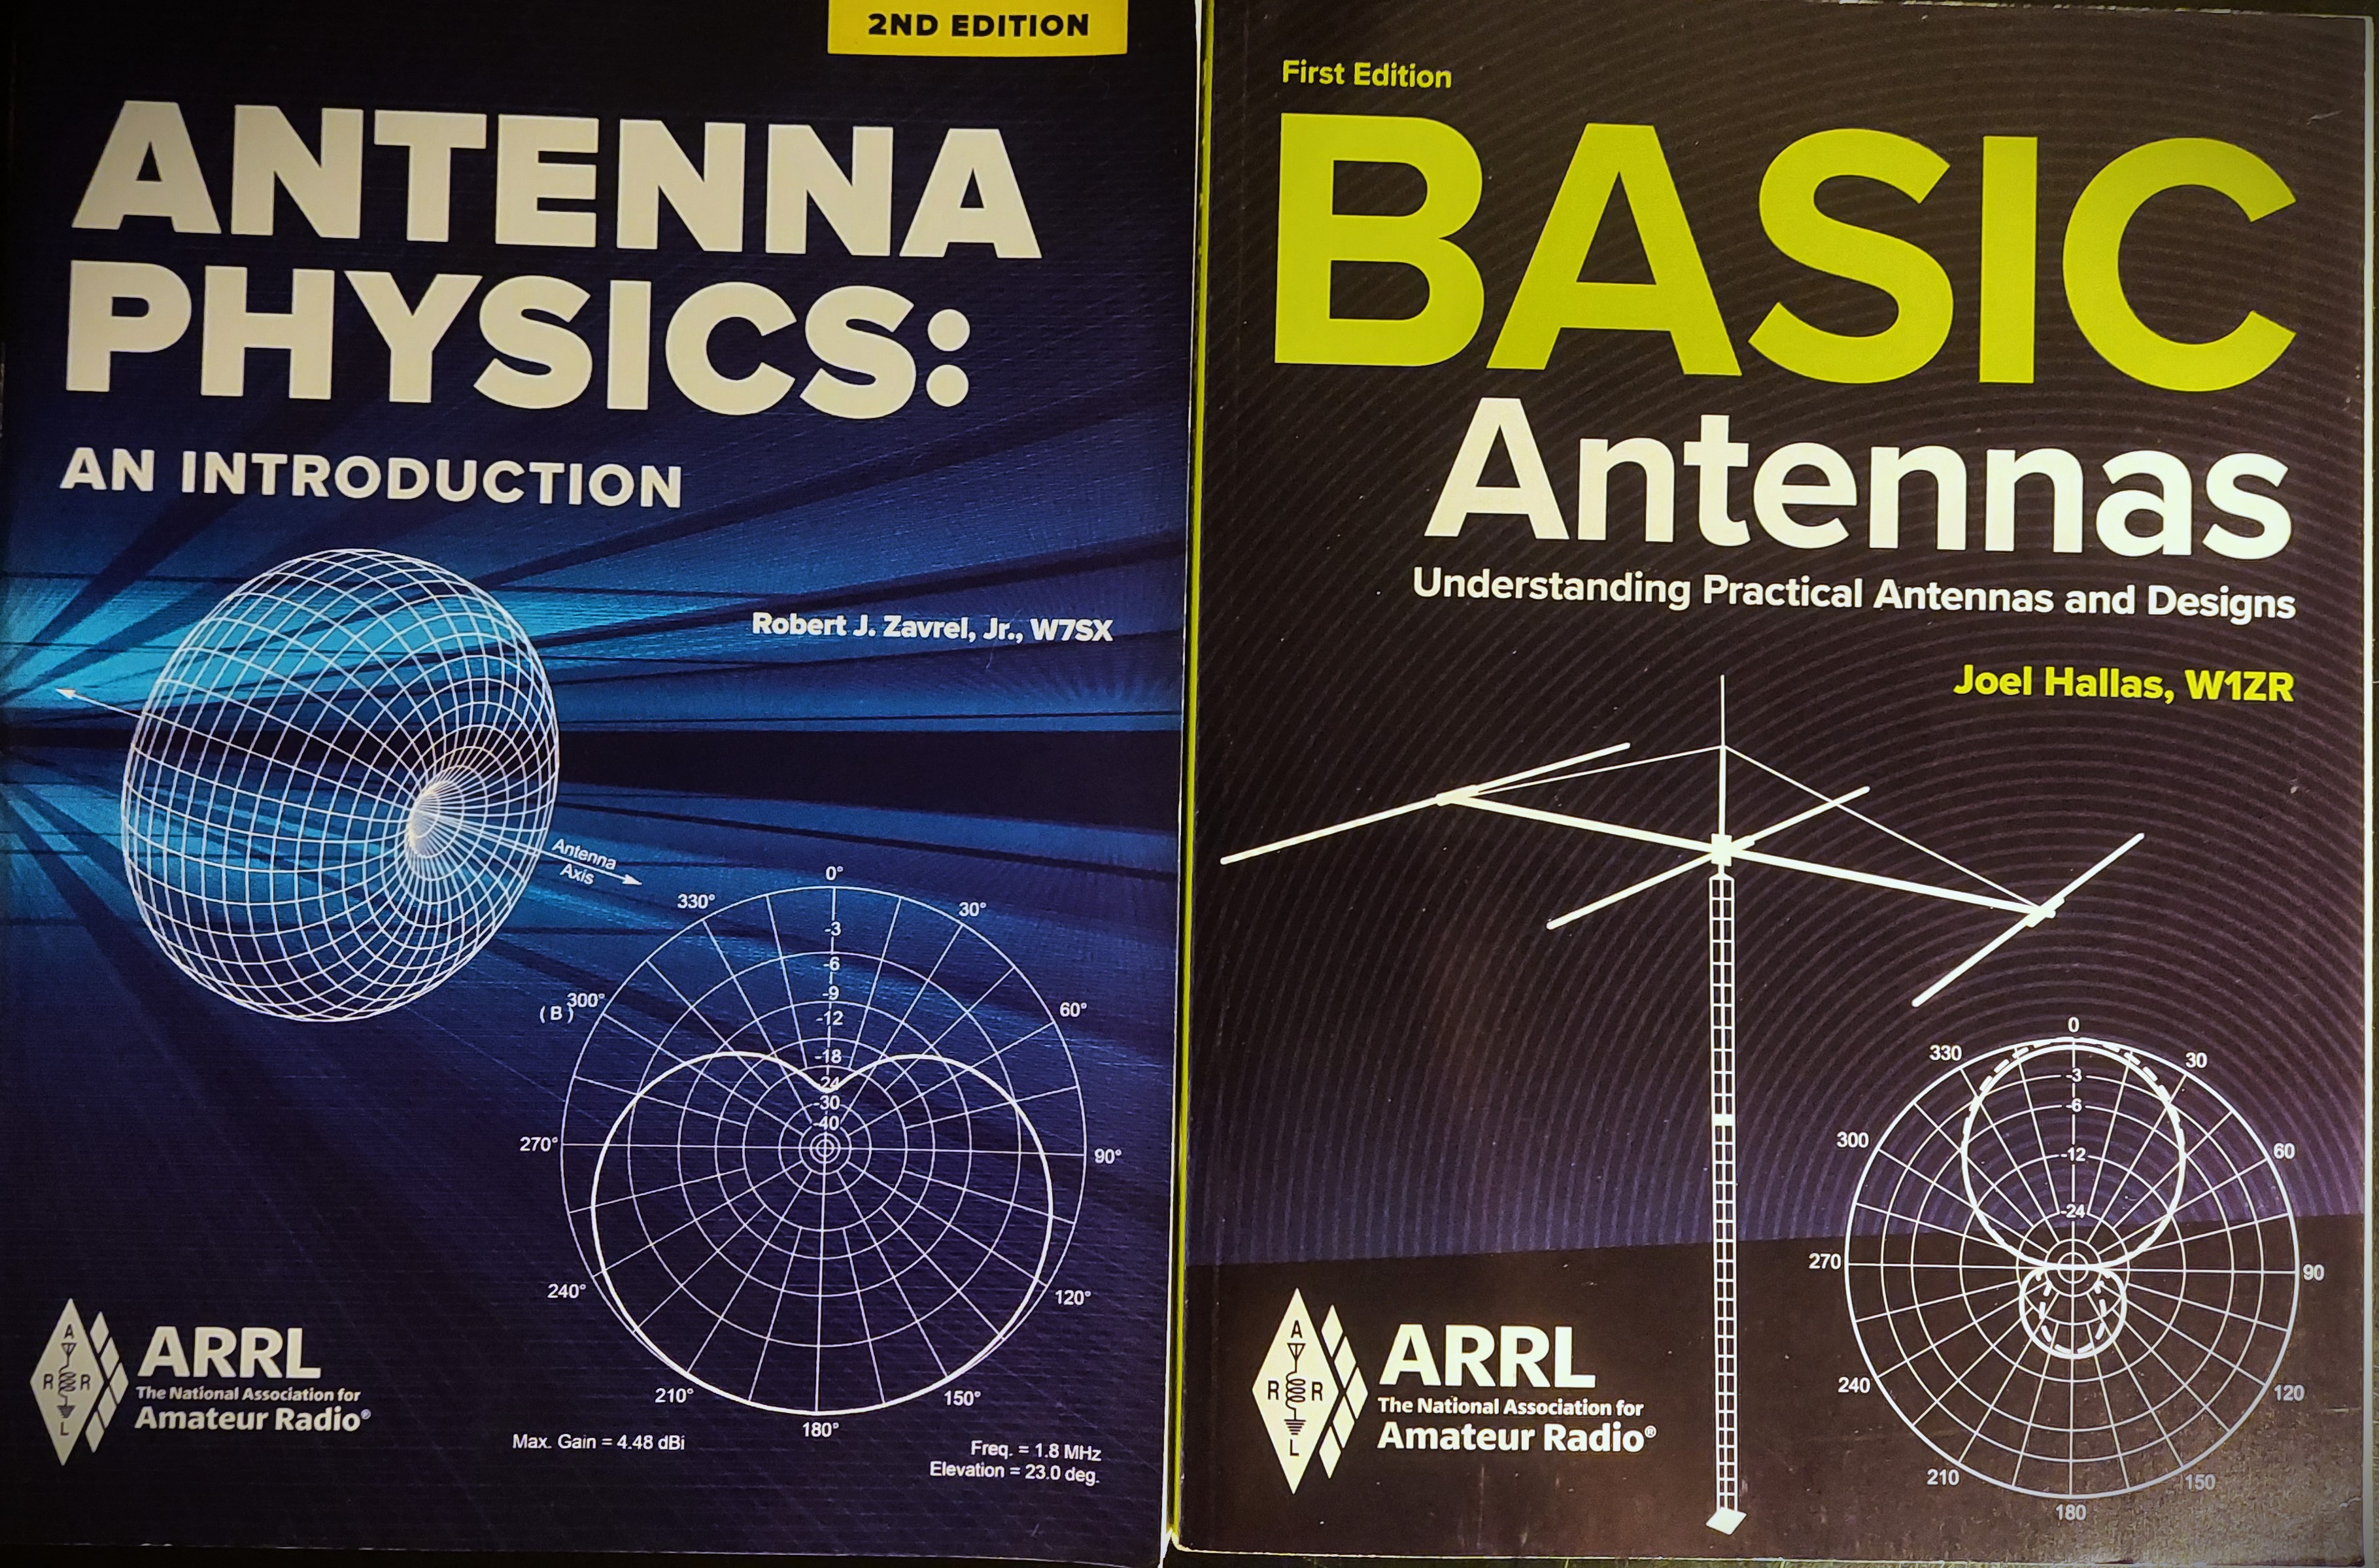 2ND EDITION
ANTENNA
PHYSICS:
AN INTRODUCTION
Robert J. Zavrel, Jr., W7SX
Antenna
Axis
0°
30°
60°
90°
120°
150°
180°
210°
240°
270°
300°
330°
(B)
-3
-6
-9
-12
-18
-24
-30
-40
Max. Gain = 4.48 dBi
Freq. = 1.8 MHz
Elevation = 23.0 deg.
A
R R
L
ARRL
The National Association for
Amateur Radio®
First Edition
BASIC
Antennas
Understanding Practical Antennas and Designs
Joel Hallas, W1ZR
0
30
60
90
120
150
180
210
240
270
300
330
-3
-6
-12
-24
A
R R
L
ARRL
The National Association for
Amateur Radio®